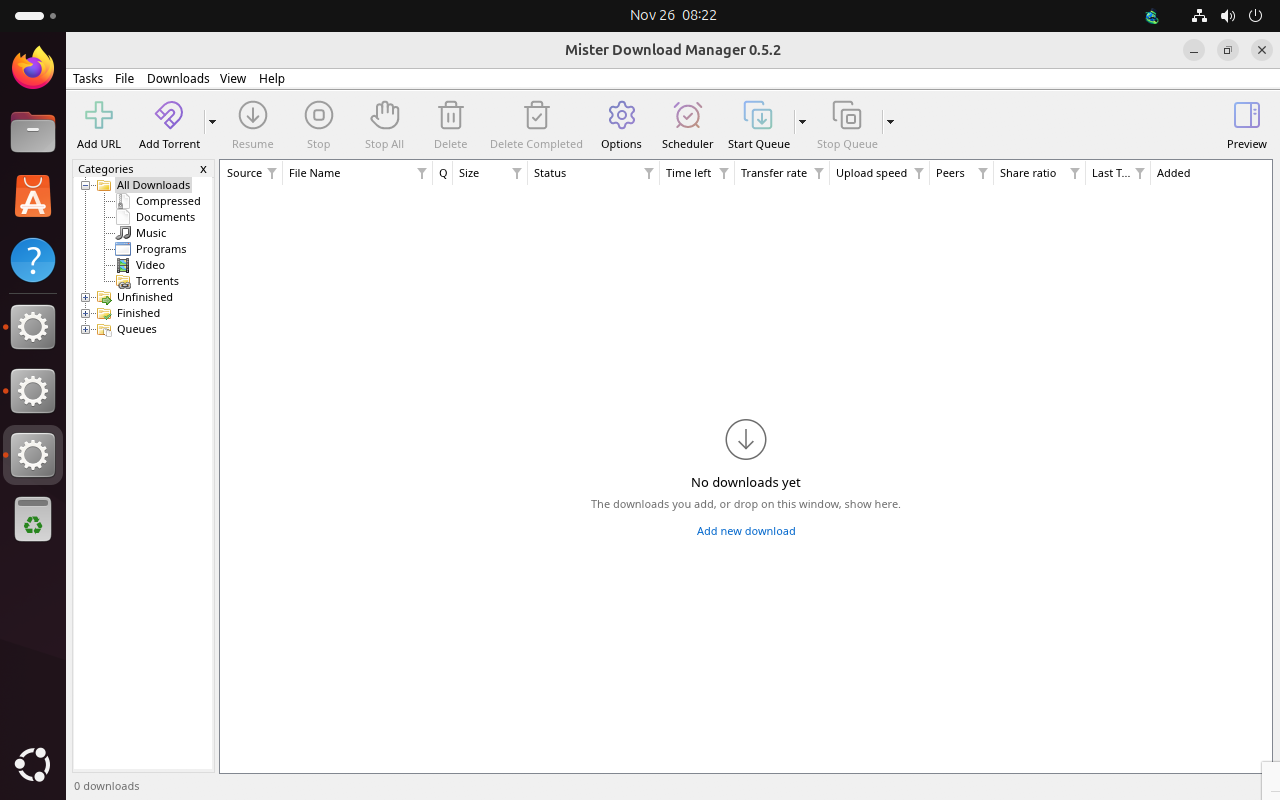 Nov 26 08:22
Mister Download Manager 0.5.2
Tasks File Downloads View Help
Add URL Add Torrent Resume Stop Stop All Delete Delete Completed Options Scheduler Start Queue Stop Queue Preview
Categories x
Source File Name Q Size Status Time left Transfer rate Upload speed Peers Share ratio Last T... Added
All Downloads
Compressed
Documents
Music
Programs
Video
Torrents
Unfinished
Finished
Queues
No downloads yet
The downloads you add, or drop on this window, show here.
Add new download
0 downloads